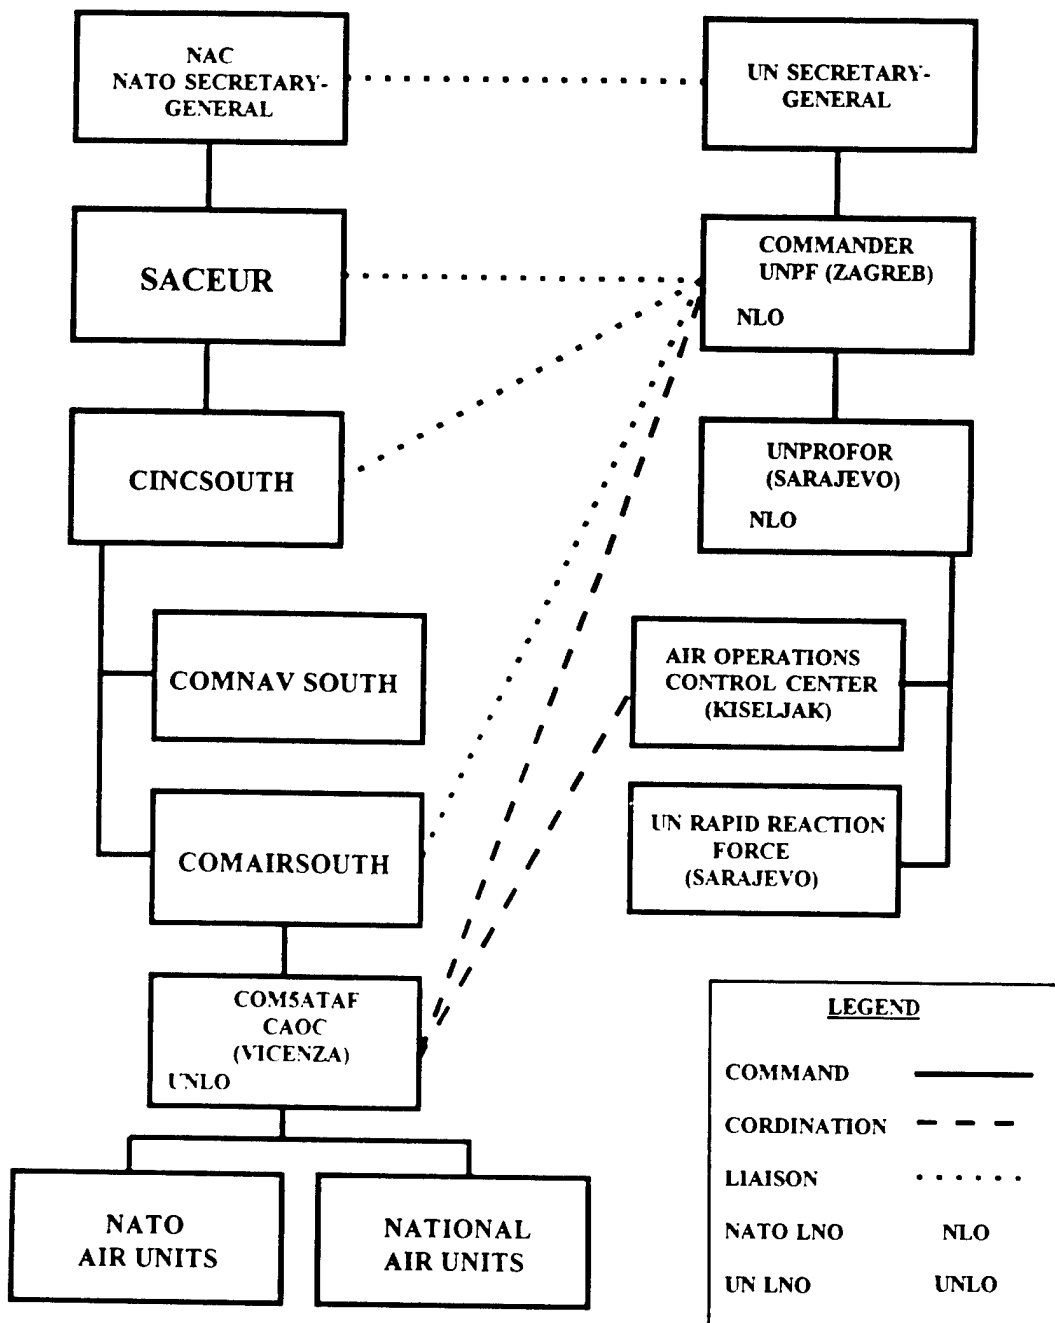 NAC
NATO SECRETARY-
GENERAL
UN SECRETARY-
GENERAL
SACEUR
COMMANDER
UNPF (ZAGREB)
NLO
CINCSOUTH
UNPROFOR
(SARAJEVO)
NLO
COMNAV SOUTH
AIR OPERATIONS
CONTROL CENTER
(KISELJAK)
COMAIRSOUTH
UN RAPID REACTION
FORCE
(SARAJEVO)
COM5ATAF
CAOC
(VICENZA)
UNLO
NATO
AIR UNITS
NATIONAL
AIR UNITS
LEGEND
COMMAND
CORDINATION
LIAISON
NATO LNO NLO
UN LNO UNLO